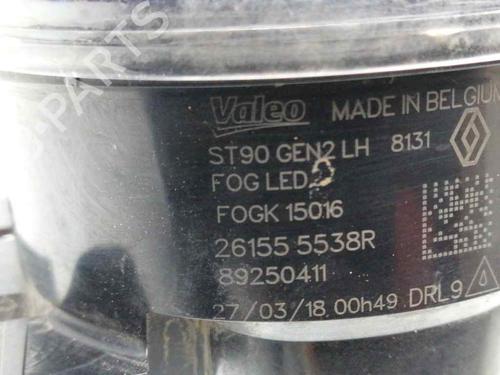 PARTS
Valeo MADE IN BELGIUM
ST90 GEN2 LH 8131
FOG LED
FOGK 15016
26155 5538R
89250411
27/03/18 00h49 DRL9